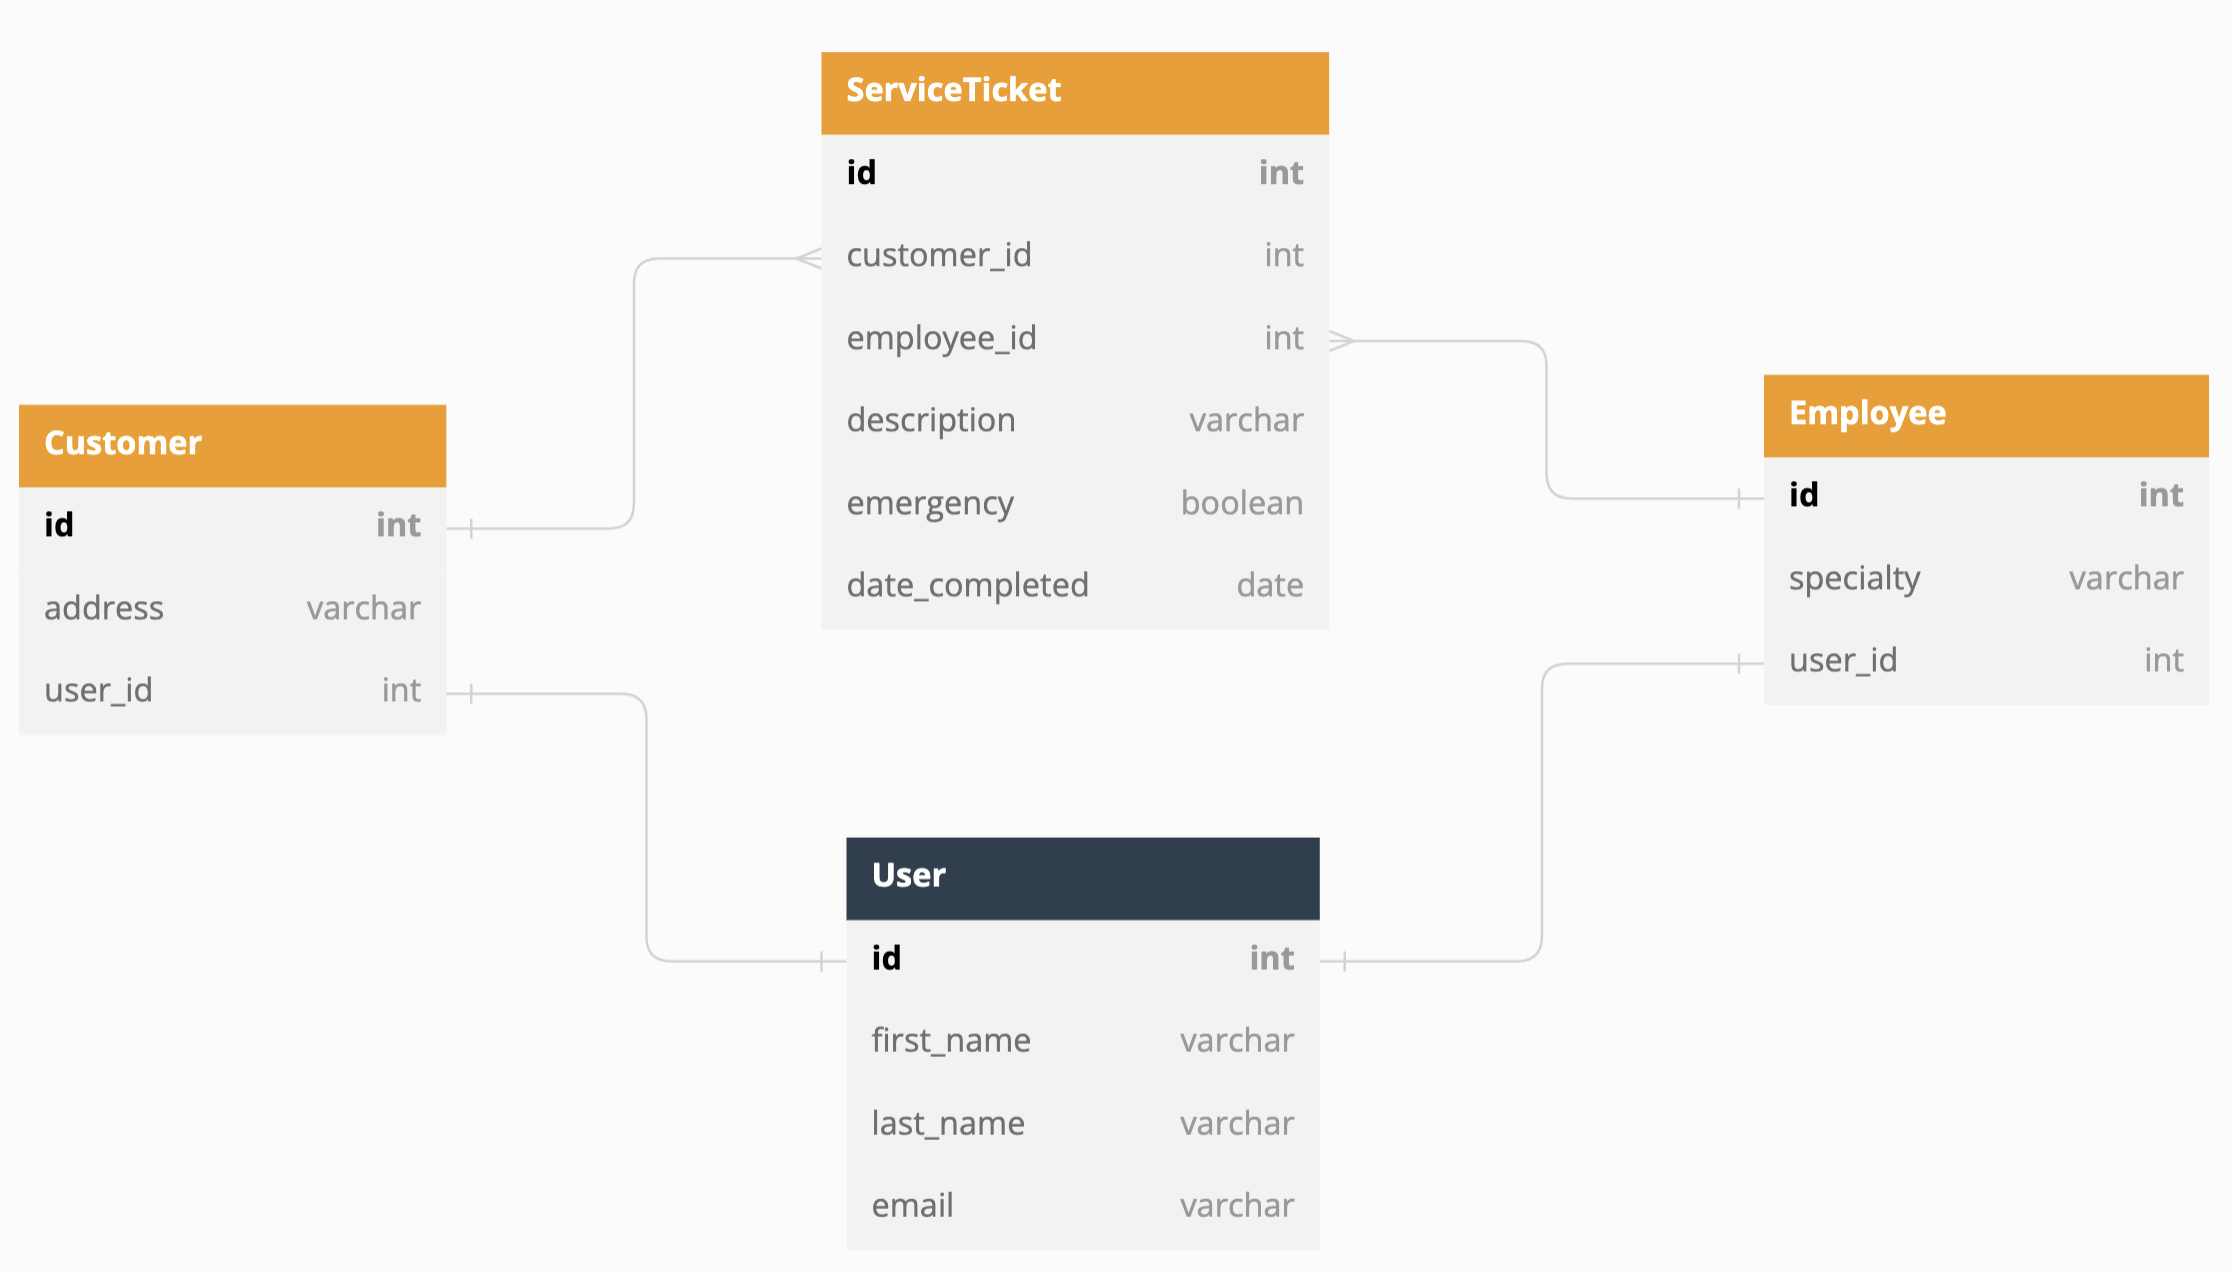 ServiceTicket
id int
customer_id int
employee_id int
description varchar
emergency boolean
date_completed date
Customer
id int
address varchar
user_id int
Employee
id int
specialty varchar
user_id int
User
id int
first_name varchar
last_name varchar
email varchar